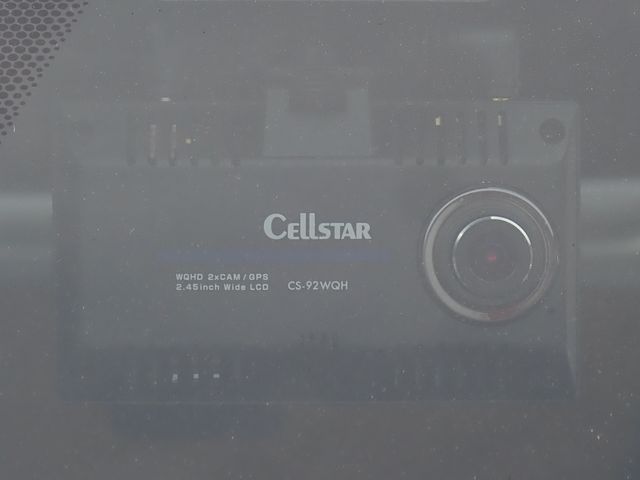 CELLSTAR
WQHD 2xCAM / GPS
2.45inch Wide LCD CS-92WQH